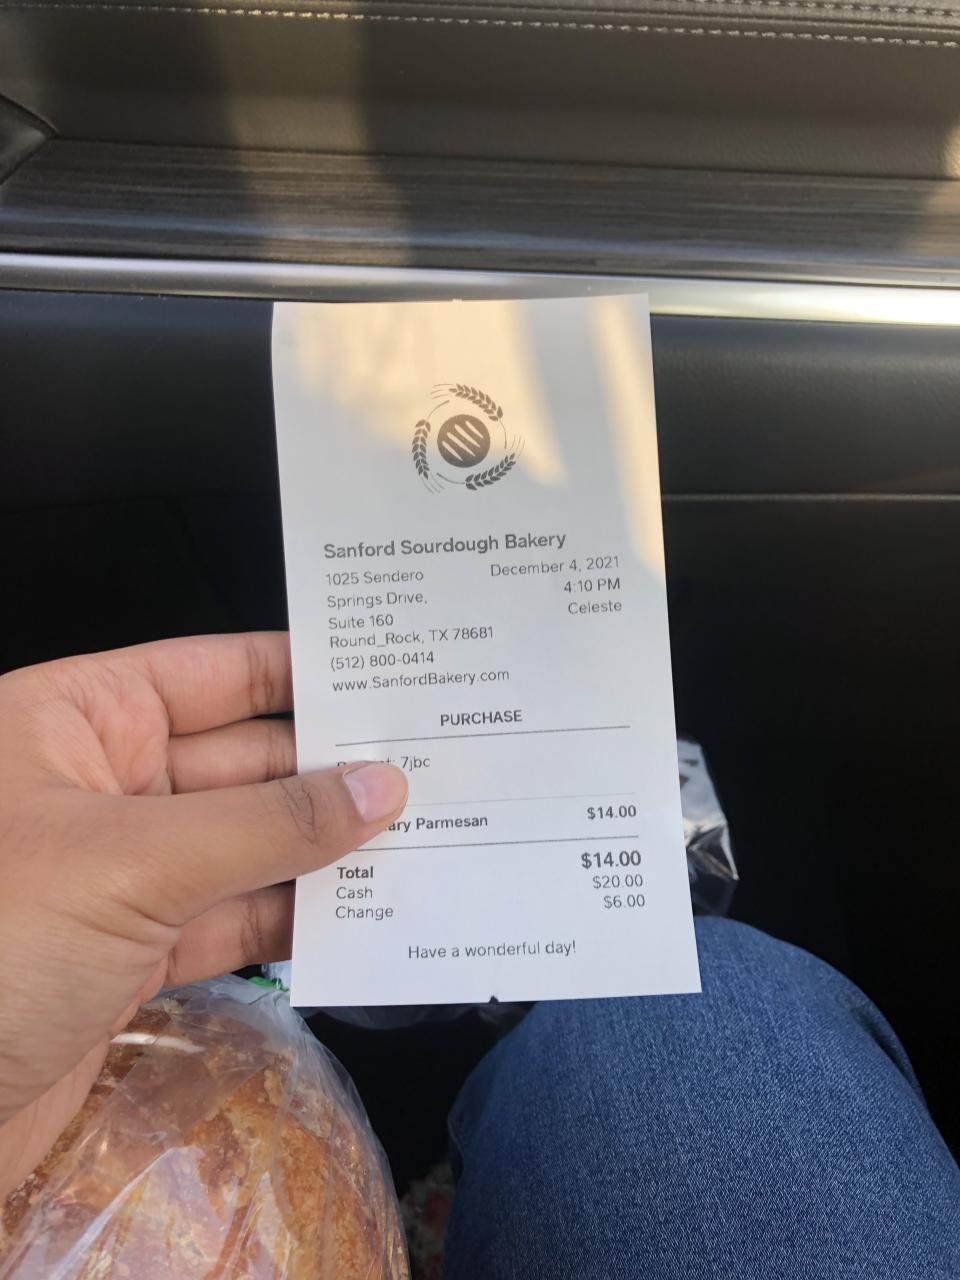 Sanford Sourdough Bakery
1025 Sendero
Springs Drive,
Suite 160
Round_Rock, TX 78681
(512) 800-0414
www.SanfordBakery.com
December 4, 2021
4:10 PM
Celeste
PURCHASE
7jbc
Parmesan $14.00
Total $14.00
Cash $20.00
Change $6.00
Have a wonderful day!